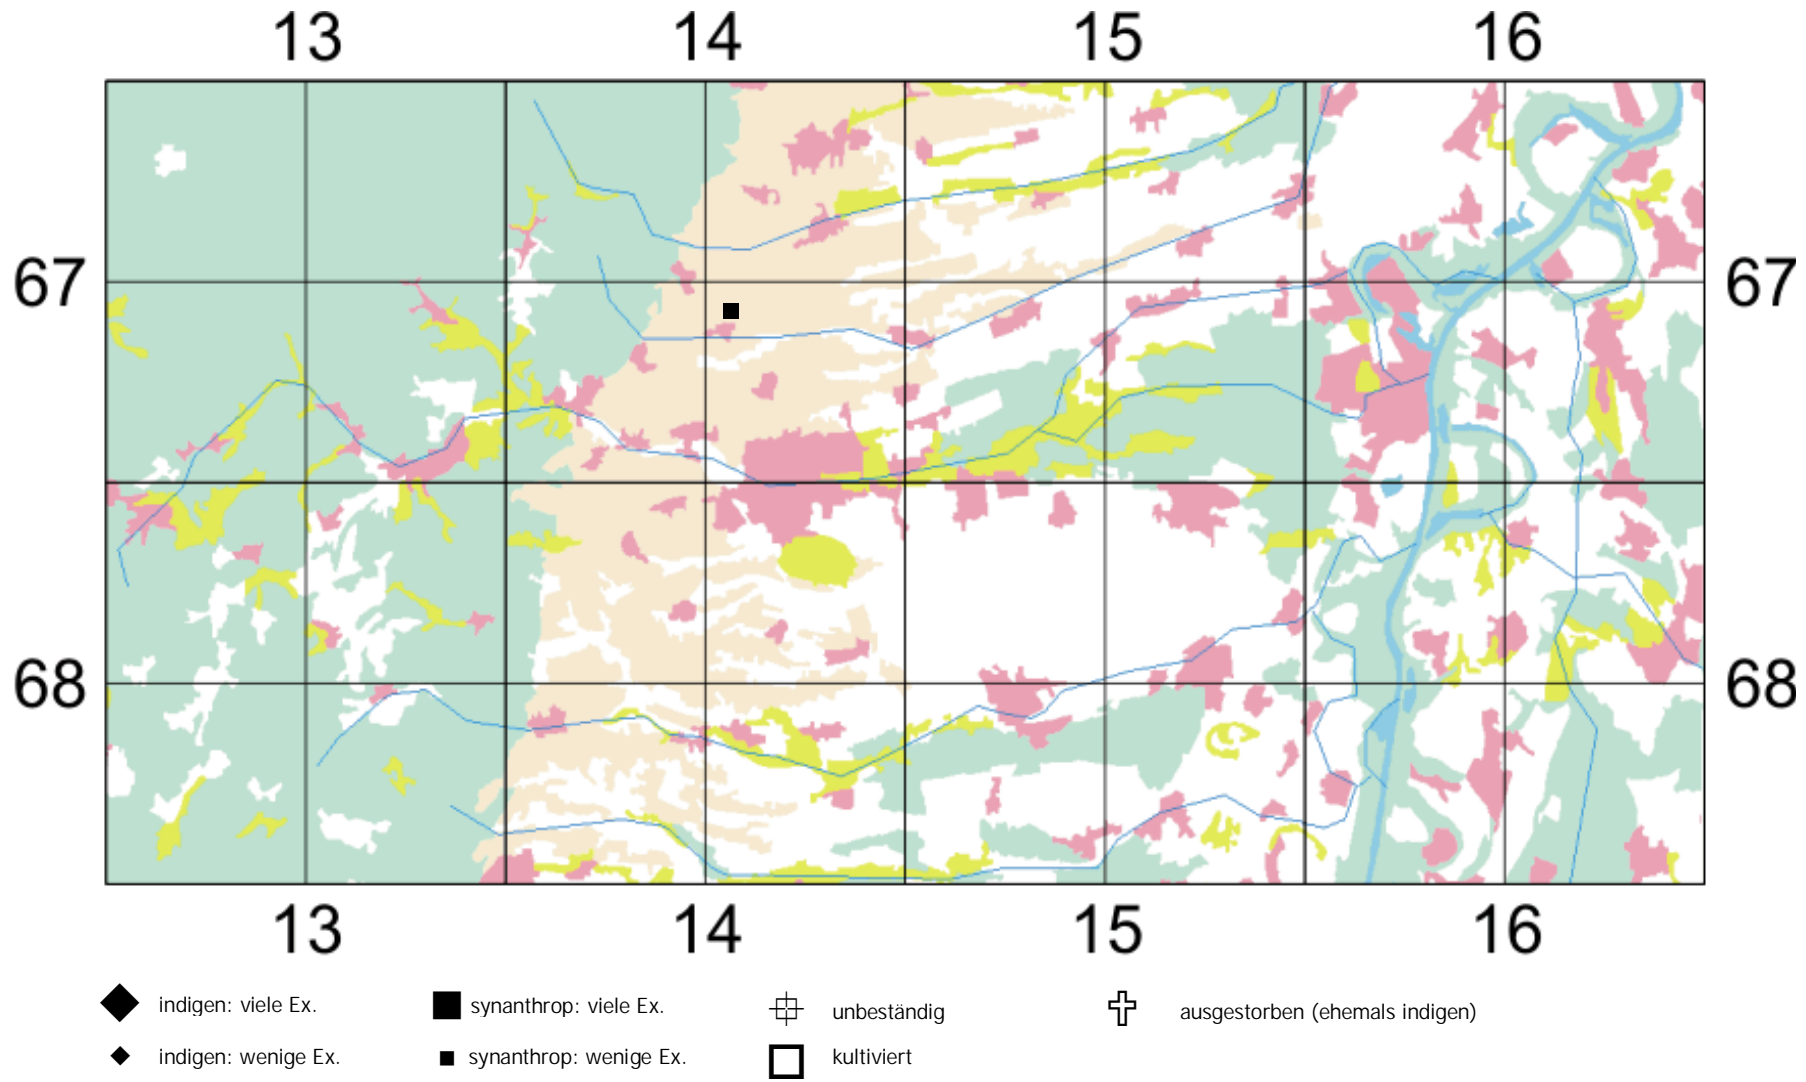 13 14 15 16
67 67
68 68
13 14 15 16
indigen: viele Ex. synanthrop: viele Ex. unbeständig ausgestorben (ehemals indigen)
indigen: wenige Ex. synanthrop: wenige Ex. kultiviert